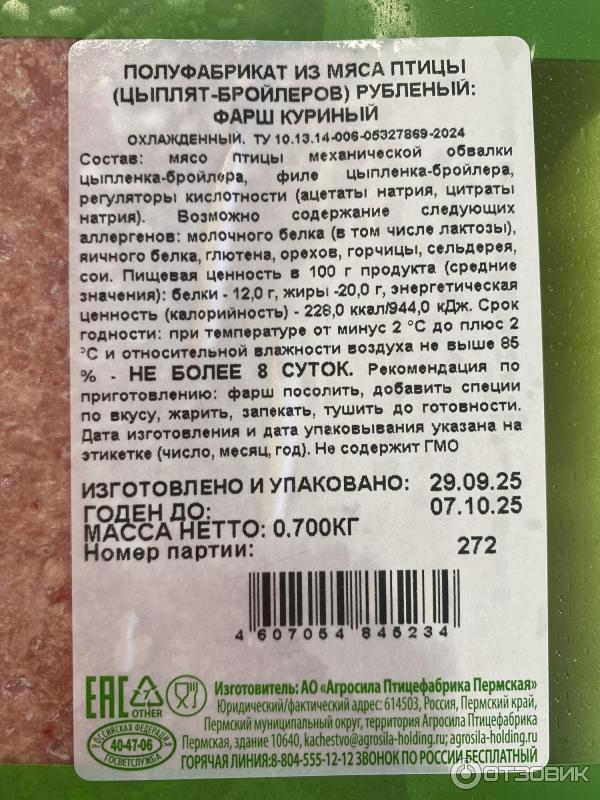 ПОЛУФАБРИКАТ ИЗ МЯСА ПТИЦЫ
(ЦЫПЛЯТ-БРОЙЛЕРОВ) РУБЛЕНЫЙ:
ФАРШ КУРИНЫЙ
ОХЛАЖДЕННЫЙ. ТУ 10.13.14-006-05327869-2024
Состав: мясо птицы механической обвалки
цыпленка-бройлера, филе цыпленка-бройлера,
регуляторы кислотности (ацетаты натрия, цитраты
натрия). Возможно содержание следующих
аллергенов: молочного белка (в том числе лактозы),
яичного белка, глютена, орехов, горчицы, сельдерея,
сои. Пищевая ценность в 100 г продукта (средние
значения): белки - 12,0 г, жиры -20,0 г, энергетическая
ценность (калорийность) - 228,0 ккал/944,0 кДж. Срок
годности: при температуре от минус 2 °С до плюс 2
°С и относительной влажности воздуха не выше 85
% - НЕ БОЛЕЕ 8 СУТОК. Рекомендация по
приготовлению: фарш посолить, добавить специи
по вкусу, жарить, запекать, тушить до готовности.
Дата изготовления и дата упаковывания указана на
этикетке (число, месяц, год). Не содержит ГМО
ИЗГОТОВЛЕНО И УПАКОВАНО: 29.09.25
ГОДЕН ДО: 07.10.25
МАССА НЕТТО: 0.700КГ
Номер партии: 272
4 607054 845234
EAC
OTHER
РОССИЙСКАЯ ФЕДЕРАЦИЯ
40-47-06
ГОСВЕТСЛУЖБА
Изготовитель: АО «Агросила Птицефабрика Пермская»
Юридический/фактический адрес: 614503, Россия, Пермский край,
Пермский муниципальный округ, территория Агросила Птицефабрика
Пермская, здание 10640, kachestvo@agrosila-holding.ru; agrosila-holding.ru
ГОРЯЧАЯ ЛИНИЯ:8-804-555-12-12 ЗВОНОК ПО РОССИИ БЕСПЛАТНЫЙ
ОТЗОВИК